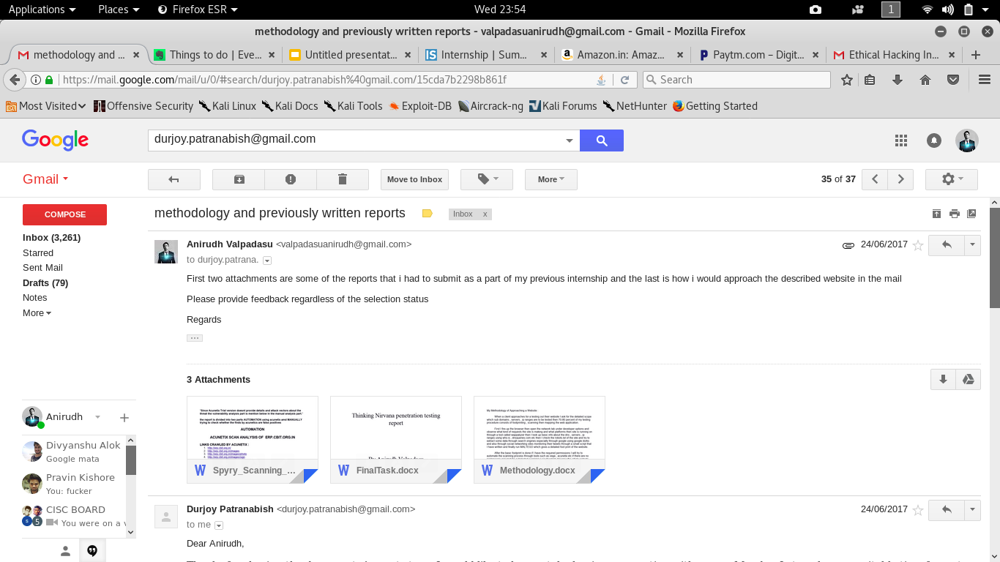 Applications Places Firefox ESR Wed 23:54 1
methodology and previously written reports - valpadasuanirudh@gmail.com - Gmail - Mozilla Firefox
methodology and ... Things to do | Eve... Untitled presentat... Internship | Sum... Amazon.in: Amaz... Paytm.com – Digit... Ethical Hacking In...
https://mail.google.com/mail/u/0/#search/durjoy.patranabish%40gmail.com/15cda7b2298b861f Search
Most Visited Offensive Security Kali Linux Kali Docs Kali Tools Exploit-DB Aircrack-ng Kali Forums NetHunter Getting Started
Google durjoy.patranabish@gmail.com
Gmail Move to Inbox More 35 of 37
COMPOSE
Inbox (3,261)
Starred
Sent Mail
Drafts (79)
Notes
More
Anirudh
Divyanshu Alok
Google mata
Pravin Kishore
You: fucker
CISC BOARD
5 You were on a v
methodology and previously written reports Inbox x
Anirudh Valpadasu <valpadasuanirudh@gmail.com> 24/06/2017
to durjoy.patrana.
First two attachments are some of the reports that i had to submit as a part of my previous internship and the last is how i would approach the described website in the mail
Please provide feedback regardless of the selection status
Regards
3 Attachments
"Since Acunetix Trial version doesnt provide details and attack vectors about the
threat the vulnerability analysis part is mention below in the manual analysis part."
the report is divided into two parts AUTOMATION using acunetix and MANUALLY
trying to check whether the finds by acunetix are false positives
AUTOMATION
ACUNETIX SCAN ANALYSIS OF ERP.CBIT.ORG.IN
LINKS CRAWLED BY ACUNETIX :
Spyry_Scanning_...
Thinking Nirvana penetration testing
report
By Anirudh Valpadasu
FinalTask.docx
My Methodology of Approaching a Website :
Methodology.docx
Durjoy Patranabish <durjoy.patranabish@gmail.com> 24/06/2017
to me
Dear Anirudh,